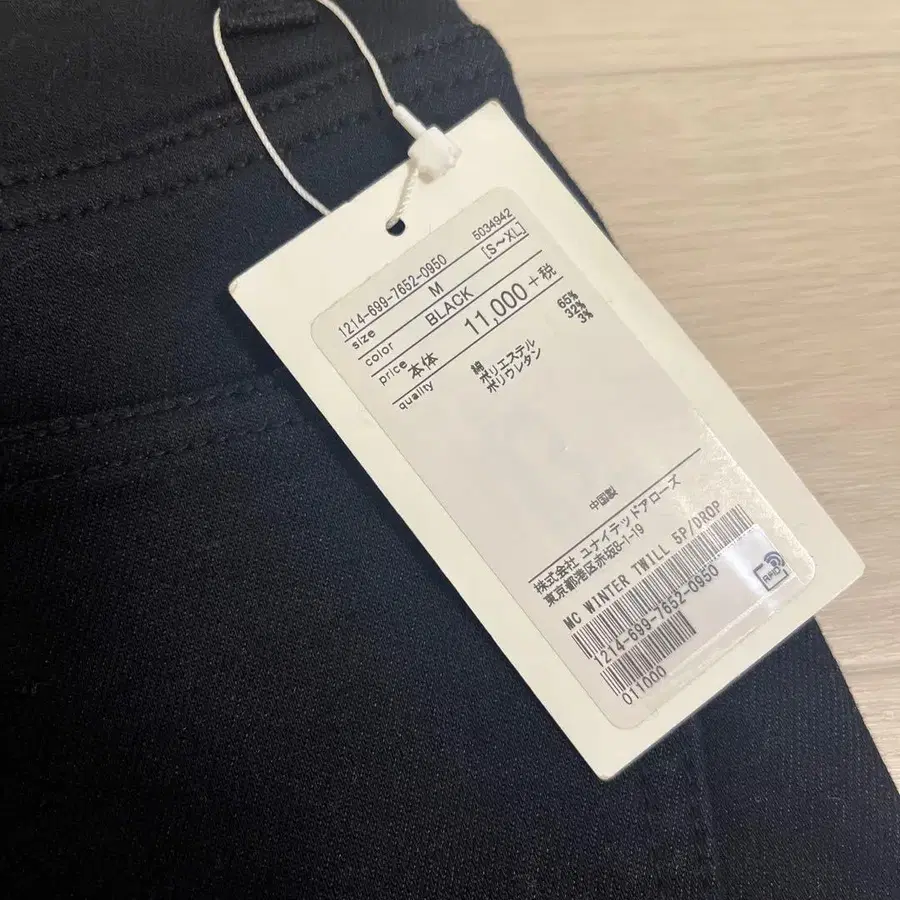 1214-699-7652-0950 5034942
size M [S~XL]
color BLACK
price 本体 11,000+税
quality 綿 65%
ポリエステル 32%
ポリウレタン 3%
中国製
株式会社 ユナイテッドアローズ
東京都港区赤坂8-1-19
MC WINTER TWILL 5P/DROP
1214-699-7652-0950
011000
RFID